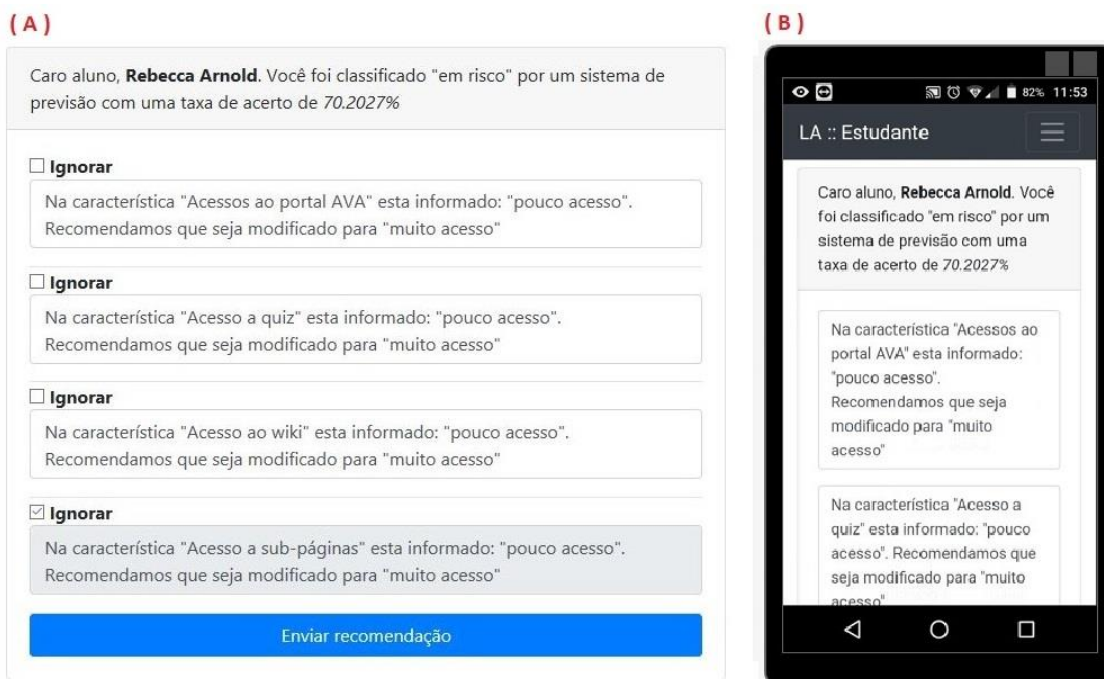 ( A )
Caro aluno, Rebecca Arnold. Você foi classificado "em risco" por um sistema de
previsão com uma taxa de acerto de 70.2027%
Ignorar
Na característica "Acessos ao portal AVA" esta informado: "pouco acesso".
Recomendamos que seja modificado para "muito acesso"
Ignorar
Na característica "Acesso a quiz" esta informado: "pouco acesso".
Recomendamos que seja modificado para "muito acesso"
Ignorar
Na característica "Acesso ao wiki" esta informado: "pouco acesso".
Recomendamos que seja modificado para "muito acesso"
Ignorar
Na característica "Acesso a sub-páginas" esta informado: "pouco acesso".
Recomendamos que seja modificado para "muito acesso"
Enviar recomendação
( B )
82% 11:53
LA :: Estudante
Caro aluno, Rebecca Arnold. Você
foi classificado "em risco" por um
sistema de previsão com uma
taxa de acerto de 70.2027%
Na característica "Acessos ao
portal AVA" esta informado:
"pouco acesso".
Recomendamos que seja
modificado para "muito
acesso"
Na característica "Acesso a
quiz" esta informado: "pouco
acesso". Recomendamos que
seja modificado para "muito
acesso"